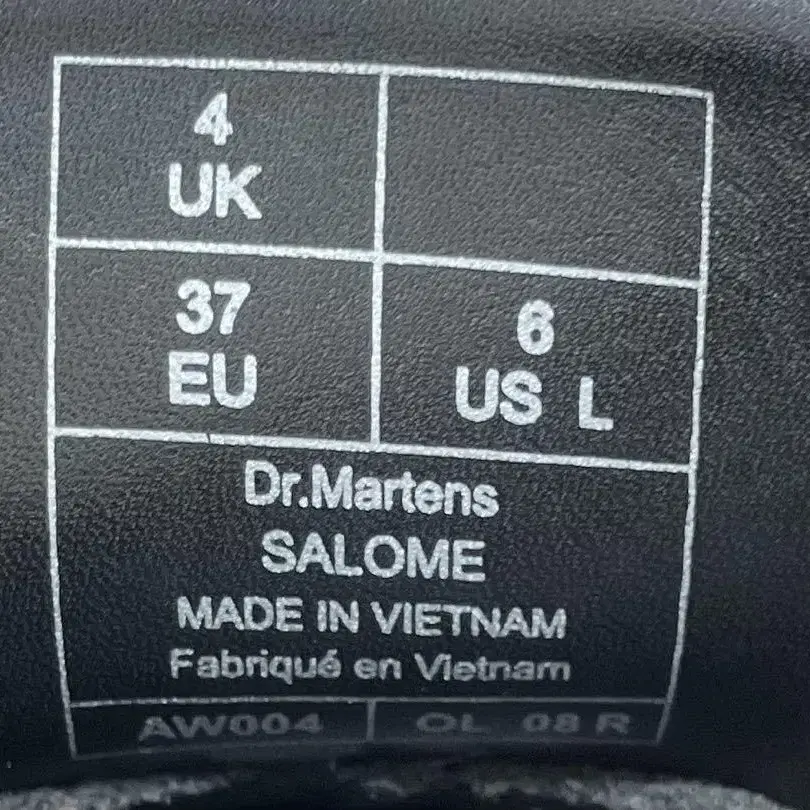 4
UK
37
EU
6
US L
Dr.Martens
SALOME
MADE IN VIETNAM
Fabriqué en Vietnam
AW004 OL 08 R